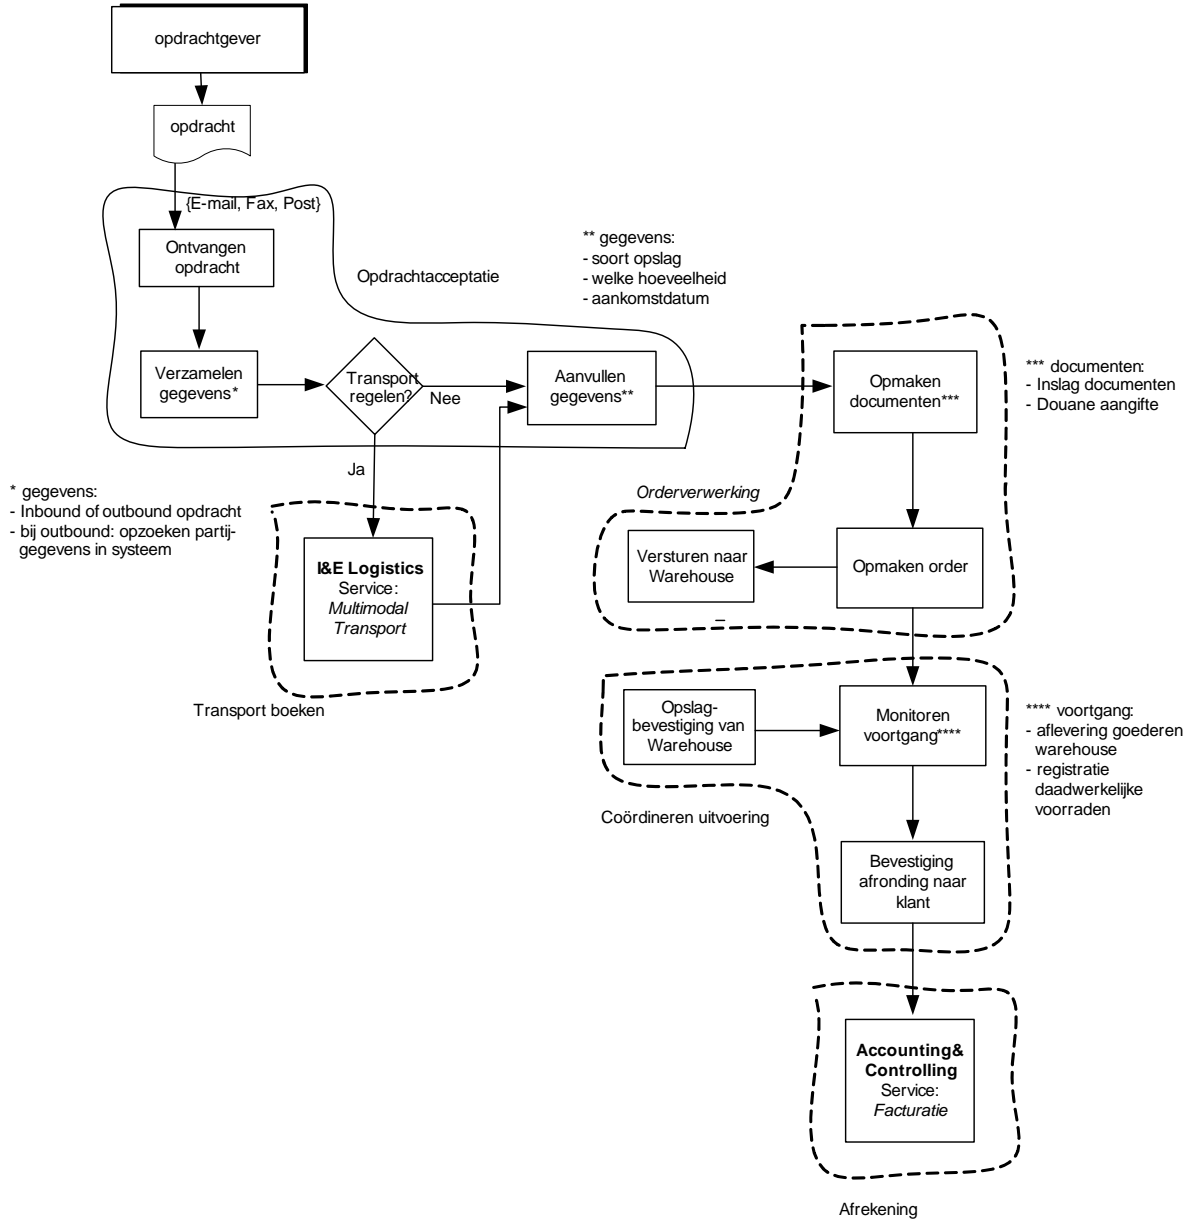 opdrachtgever
opdracht
{E-mail, Fax, Post}
Ontvangen
opdracht
Opdrachtacceptatie
** gegevens:
- soort opslag
- welke hoeveelheid
- aankomstdatum
Verzamelen
gegevens*
Transport
regelen?
Nee
Ja
Aanvullen
gegevens**
Opmaken
documenten***
*** documenten:
- Inslag documenten
- Douane aangifte
* gegevens:
- Inbound of outbound opdracht
- bij outbound: opzoeken partij-
gegevens in systeem
Orderverwerking
I&E Logistics
Service:
Multimodal
Transport
Transport boeken
Versturen naar
Warehouse
Opmaken order
Opslag-
bevestiging van
Warehouse
Monitoren
voortgang****
**** voortgang:
- aflevering goederen
warehouse
- registratie
daadwerkelijke
voorraden
Coördineren uitvoering
Bevestiging
afronding naar
klant
Accounting&
Controlling
Service:
Facturatie
Afrekening